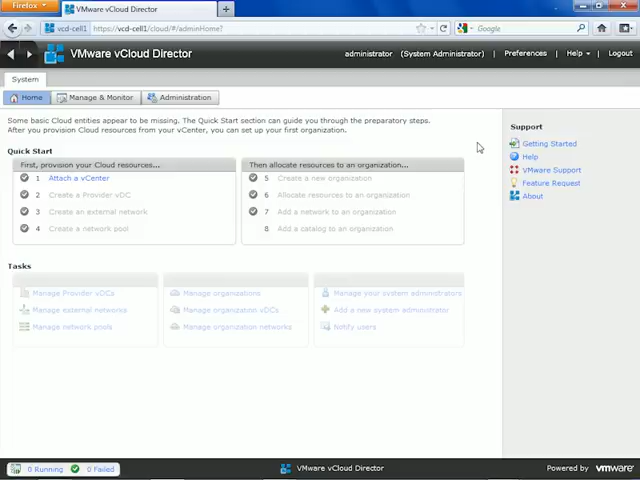 Firefox
VMware vCloud Director
vcd-cell1 https://vcd-cell1/cloud/#/adminHome?
Google
VMware vCloud Director
administrator (System Administrator) Preferences Help Logout
System
Home Manage & Monitor Administration
Some basic Cloud entities appear to be missing. The Quick Start section can guide you through the preparatory steps.
After you provision Cloud resources from your vCenter, you can set up your first organization.
Quick Start
First, provision your Cloud resources...
1 Attach a vCenter
2 Create a Provider vDC
3 Create an external network
4 Create a network pool
Then allocate resources to an organization...
5 Create a new organization
6 Allocate resources to an organization
7 Add a network to an organization
8 Add a catalog to an organization
Tasks
Manage Provider vDCs
Manage external networks
Manage network pools
Manage organizations
Manage organization vDCs
Manage organization networks
Manage your system administrators
Add a new system administrator
Notify users
Support
Getting Started
Help
VMware Support
Feature Request
About
0 Running 0 Failed
VMware vCloud Director
Powered by vmware